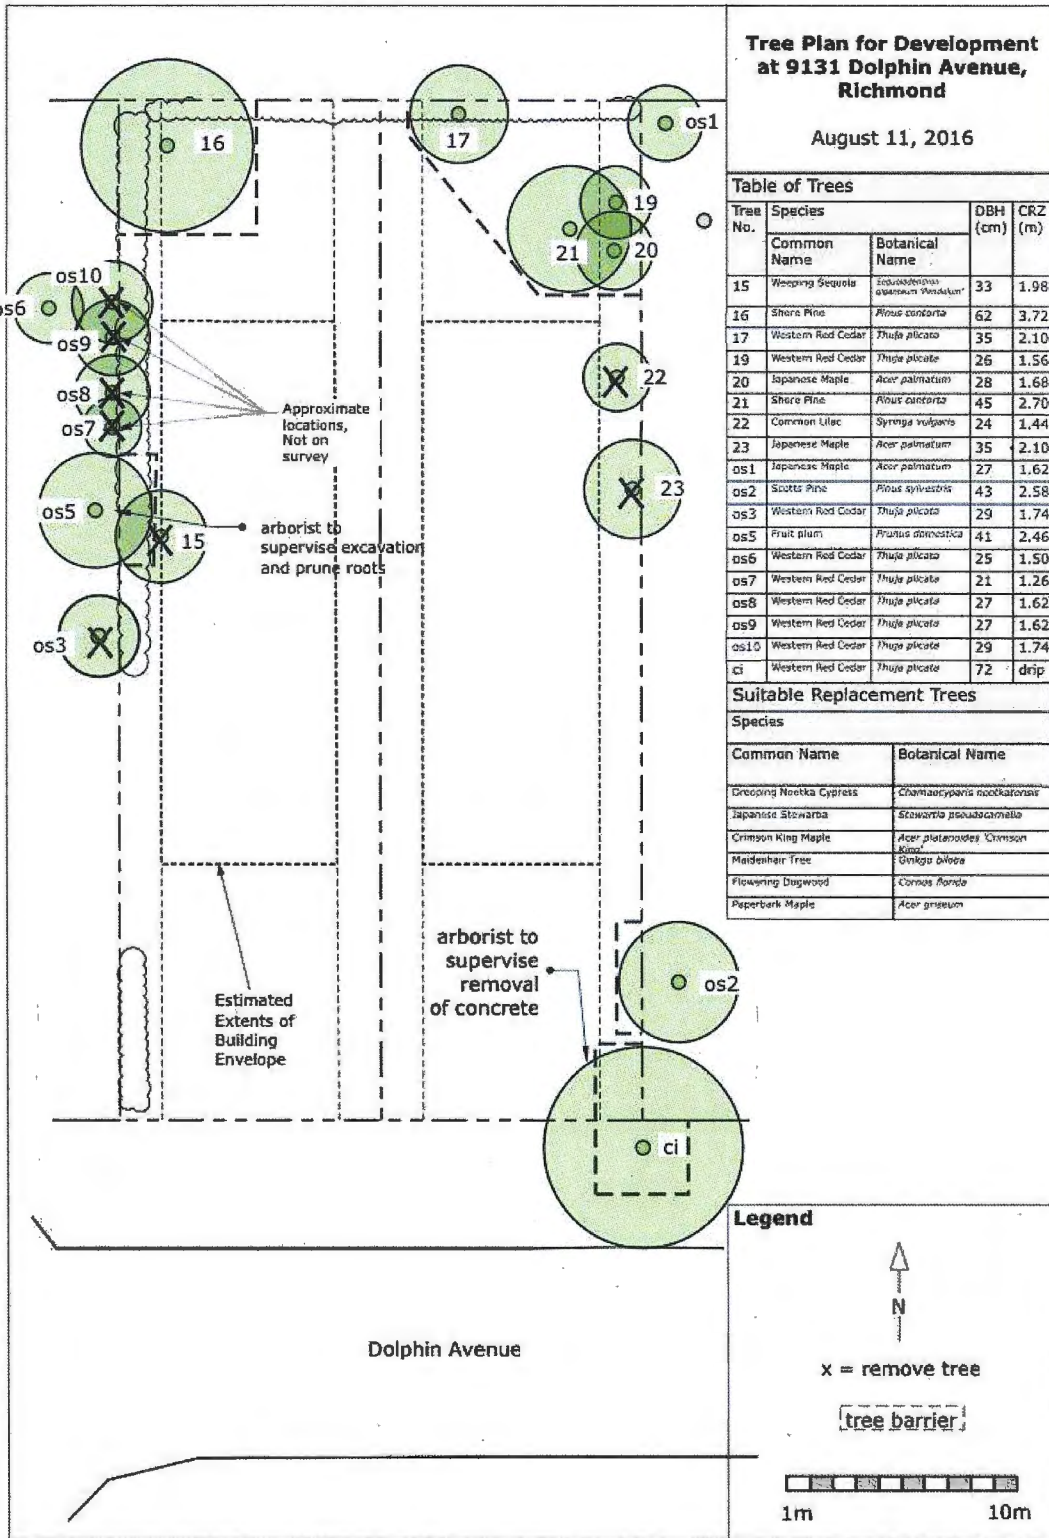 Tree Plan for Development
at 9131 Dolphin Avenue,
Richmond
August 11, 2016
Table of Trees
Tree No. Species DBH (cm) CRZ (m)
Common Name Botanical Name
15 Weeping Sequoia 33 1.98
16 Shore Pine Pinus contorta 62 3.72
17 Western Red Cedar Thuja plicata 35 2.10
19 Western Red Cedar Thuja plicata 26 1.56
20 Japanese Maple Acer palmatum 28 1.68
21 Shore Pine Pinus contorta 45 2.70
22 Common Lilac Syringa vulgaris 24 1.44
23 Japanese Maple Acer palmatum 35 2.10
os1 Japanese Maple Acer palmatum 27 1.62
os2 Scotts Pine Pinus sylvestris 43 2.58
os3 Western Red Cedar Thuja plicata 29 1.74
os5 Fruit plum Prunus domestica 41 2.46
os6 Western Red Cedar Thuja plicata 25 1.50
os7 Western Red Cedar Thuja plicata 21 1.26
os8 Western Red Cedar Thuja plicata 27 1.62
os9 Western Red Cedar Thuja plicata 27 1.62
os10 Western Red Cedar Thuja plicata 29 1.74
ci Western Red Cedar Thuja plicata 72 drip
Suitable Replacement Trees
Species
Common Name Botanical Name
Nootka Cypress
Japanese
Crimson King Maple Acer platanoides 'Crimson King'
Maidenhair Tree Ginkgo biloba
Flowering Dogwood Cornus florida
Paperbark Maple Acer griseum
Legend
N
x = remove tree
tree barrier
1m 10m
16
17
os1
19
20
21
os10
os6
os9
os8
os7
22
Approximate
locations,
Not on
survey
23
os5
15
arborist to
supervise excavation
and prune roots
os3
arborist to
supervise
removal
of concrete
os2
Estimated
Extents of
Building
Envelope
ci
Dolphin Avenue